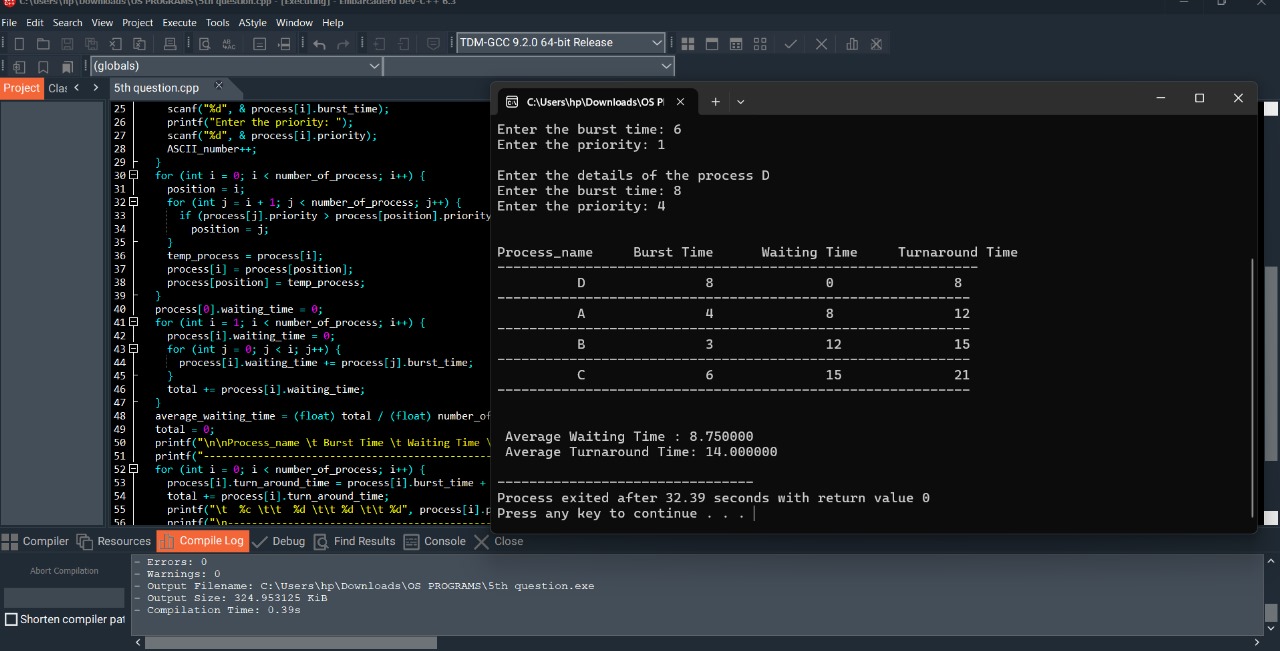 C:\Users\hp\Downloads\OS PROGRAMS\5th question.cpp - [Executing] - Embarcadero Dev-C++ 6.3
File Edit Search View Project Execute Tools AStyle Window Help
TDM-GCC 9.2.0 64-bit Release
(globals)
Project Clas 5th question.cpp
25 scanf("%d", & process[i].burst_time);
26 printf("Enter the priority: ");
27 scanf("%d", & process[i].priority);
28 ASCII_number++;
29 }
30 for (int i = 0; i < number_of_process; i++) {
31 position = i;
32 for (int j = i + 1; j < number_of_process; j++) {
33 if (process[j].priority > process[position].priority
34 position = j;
35 }
36 temp_process = process[i];
37 process[i] = process[position];
38 process[position] = temp_process;
39 }
40 process[0].waiting_time = 0;
41 for (int i = 1; i < number_of_process; i++) {
42 process[i].waiting_time = 0;
43 for (int j = 0; j < i; j++) {
44 process[i].waiting_time += process[j].burst_time;
45 }
46 total += process[i].waiting_time;
47 }
48 average_waiting_time = (float) total / (float) number_of
49 total = 0;
50 printf("\n\nProcess_name \t Burst Time \t Waiting Time \
51 printf("------------------------------------------------
52 for (int i = 0; i < number_of_process; i++) {
53 process[i].turn_around_time = process[i].burst_time +
54 total += process[i].turn_around_time;
55 printf("\t %c \t\t %d \t\t %d \t\t %d", process[i].p
56 printf("\n-----------------------------------------
C:\Users\hp\Downloads\OS P
Enter the burst time: 6
Enter the priority: 1
Enter the details of the process D
Enter the burst time: 8
Enter the priority: 4
Process_name Burst Time Waiting Time Turnaround Time
------------------------------------------------------------
D 8 0 8
-----------------------------------------------------------
A 4 8 12
-----------------------------------------------------------
B 3 12 15
-----------------------------------------------------------
C 6 15 21
-----------------------------------------------------------
Average Waiting Time : 8.750000
Average Turnaround Time: 14.000000
--------------------------------
Process exited after 32.39 seconds with return value 0
Press any key to continue . . .
Compiler Resources Compile Log Debug Find Results Console Close
Abort Compilation
Shorten compiler pat
- Errors: 0
- Warnings: 0
- Output Filename: C:\Users\hp\Downloads\OS PROGRAMS\5th question.exe
- Output Size: 324.953125 KiB
- Compilation Time: 0.39s